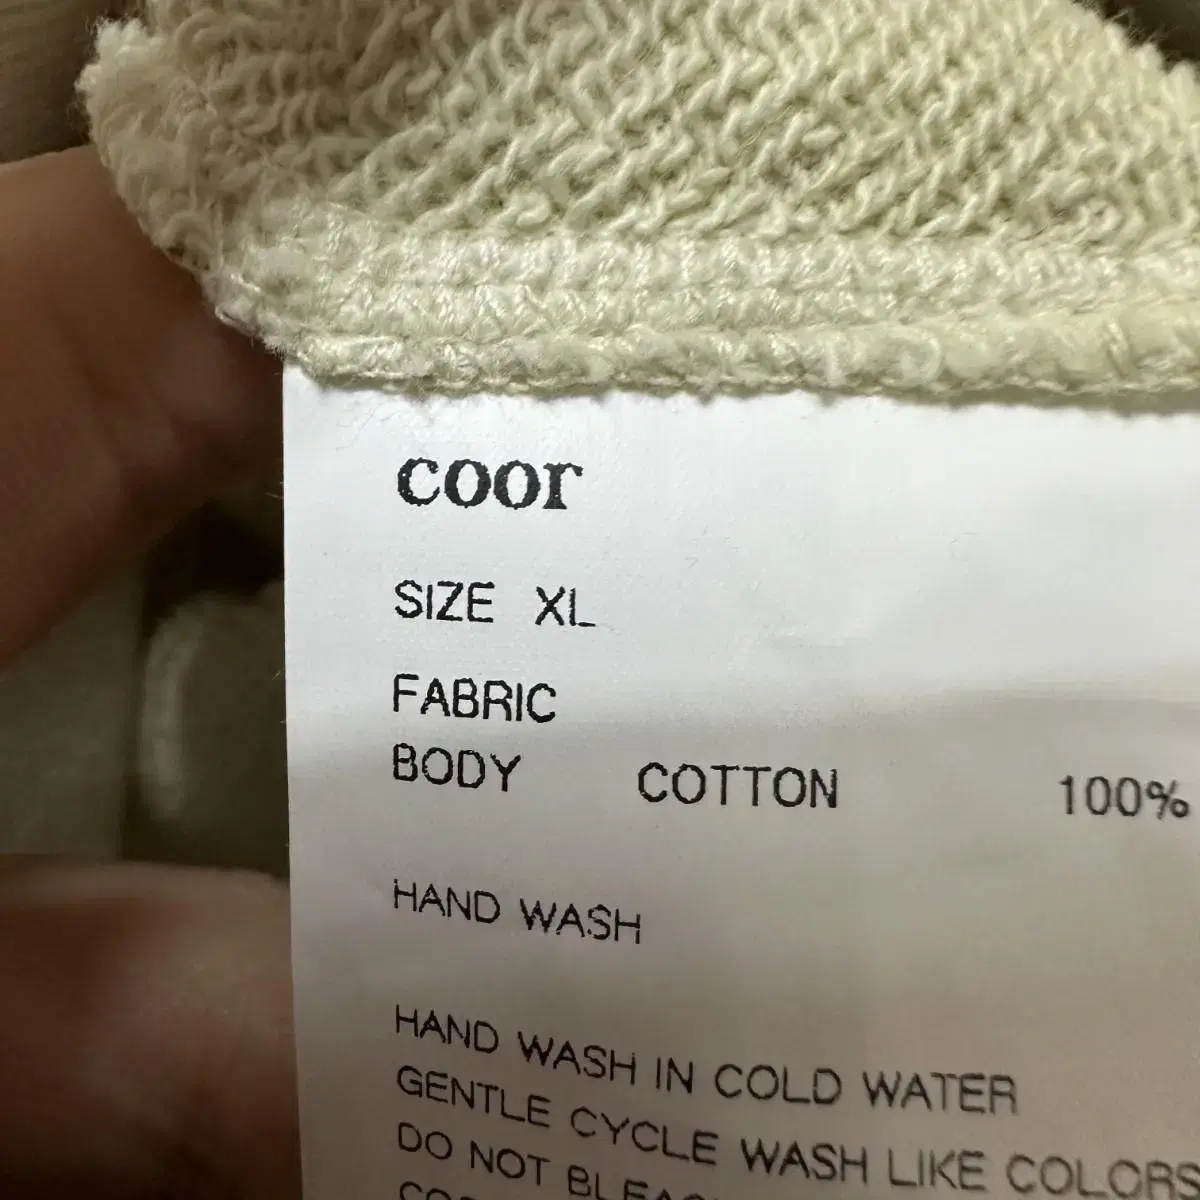 coor
SIZE XL
FABRIC
BODY COTTON 100%
HAND WASH
HAND WASH IN COLD WATER
GENTLE CYCLE WASH LIKE COLORS
DO NOT